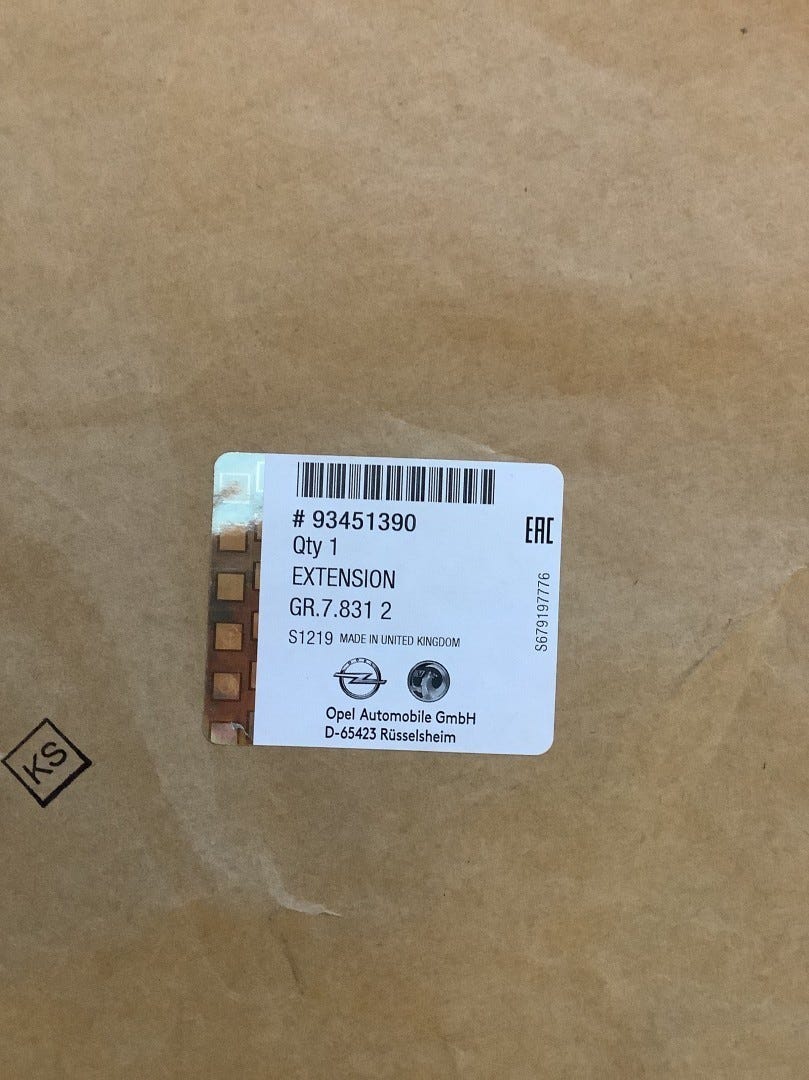 # 93451390
Qty 1
EXTENSION
GR.7.831 2
S1219 MADE IN UNITED KINGDOM
OPEL
Opel Automobile GmbH
D-65423 Rüsselsheim
EAC
S679197776
KS